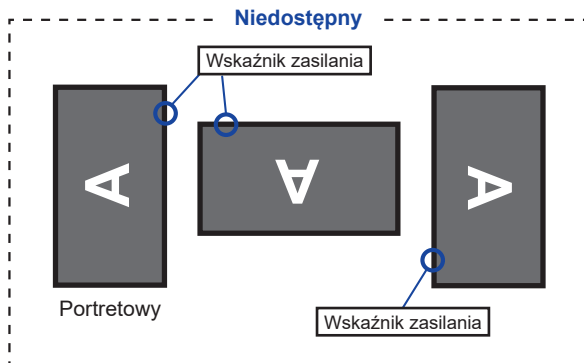 Niedostępny
Wskaźnik zasilania
A
A
A
Portretowy
Wskaźnik zasilania